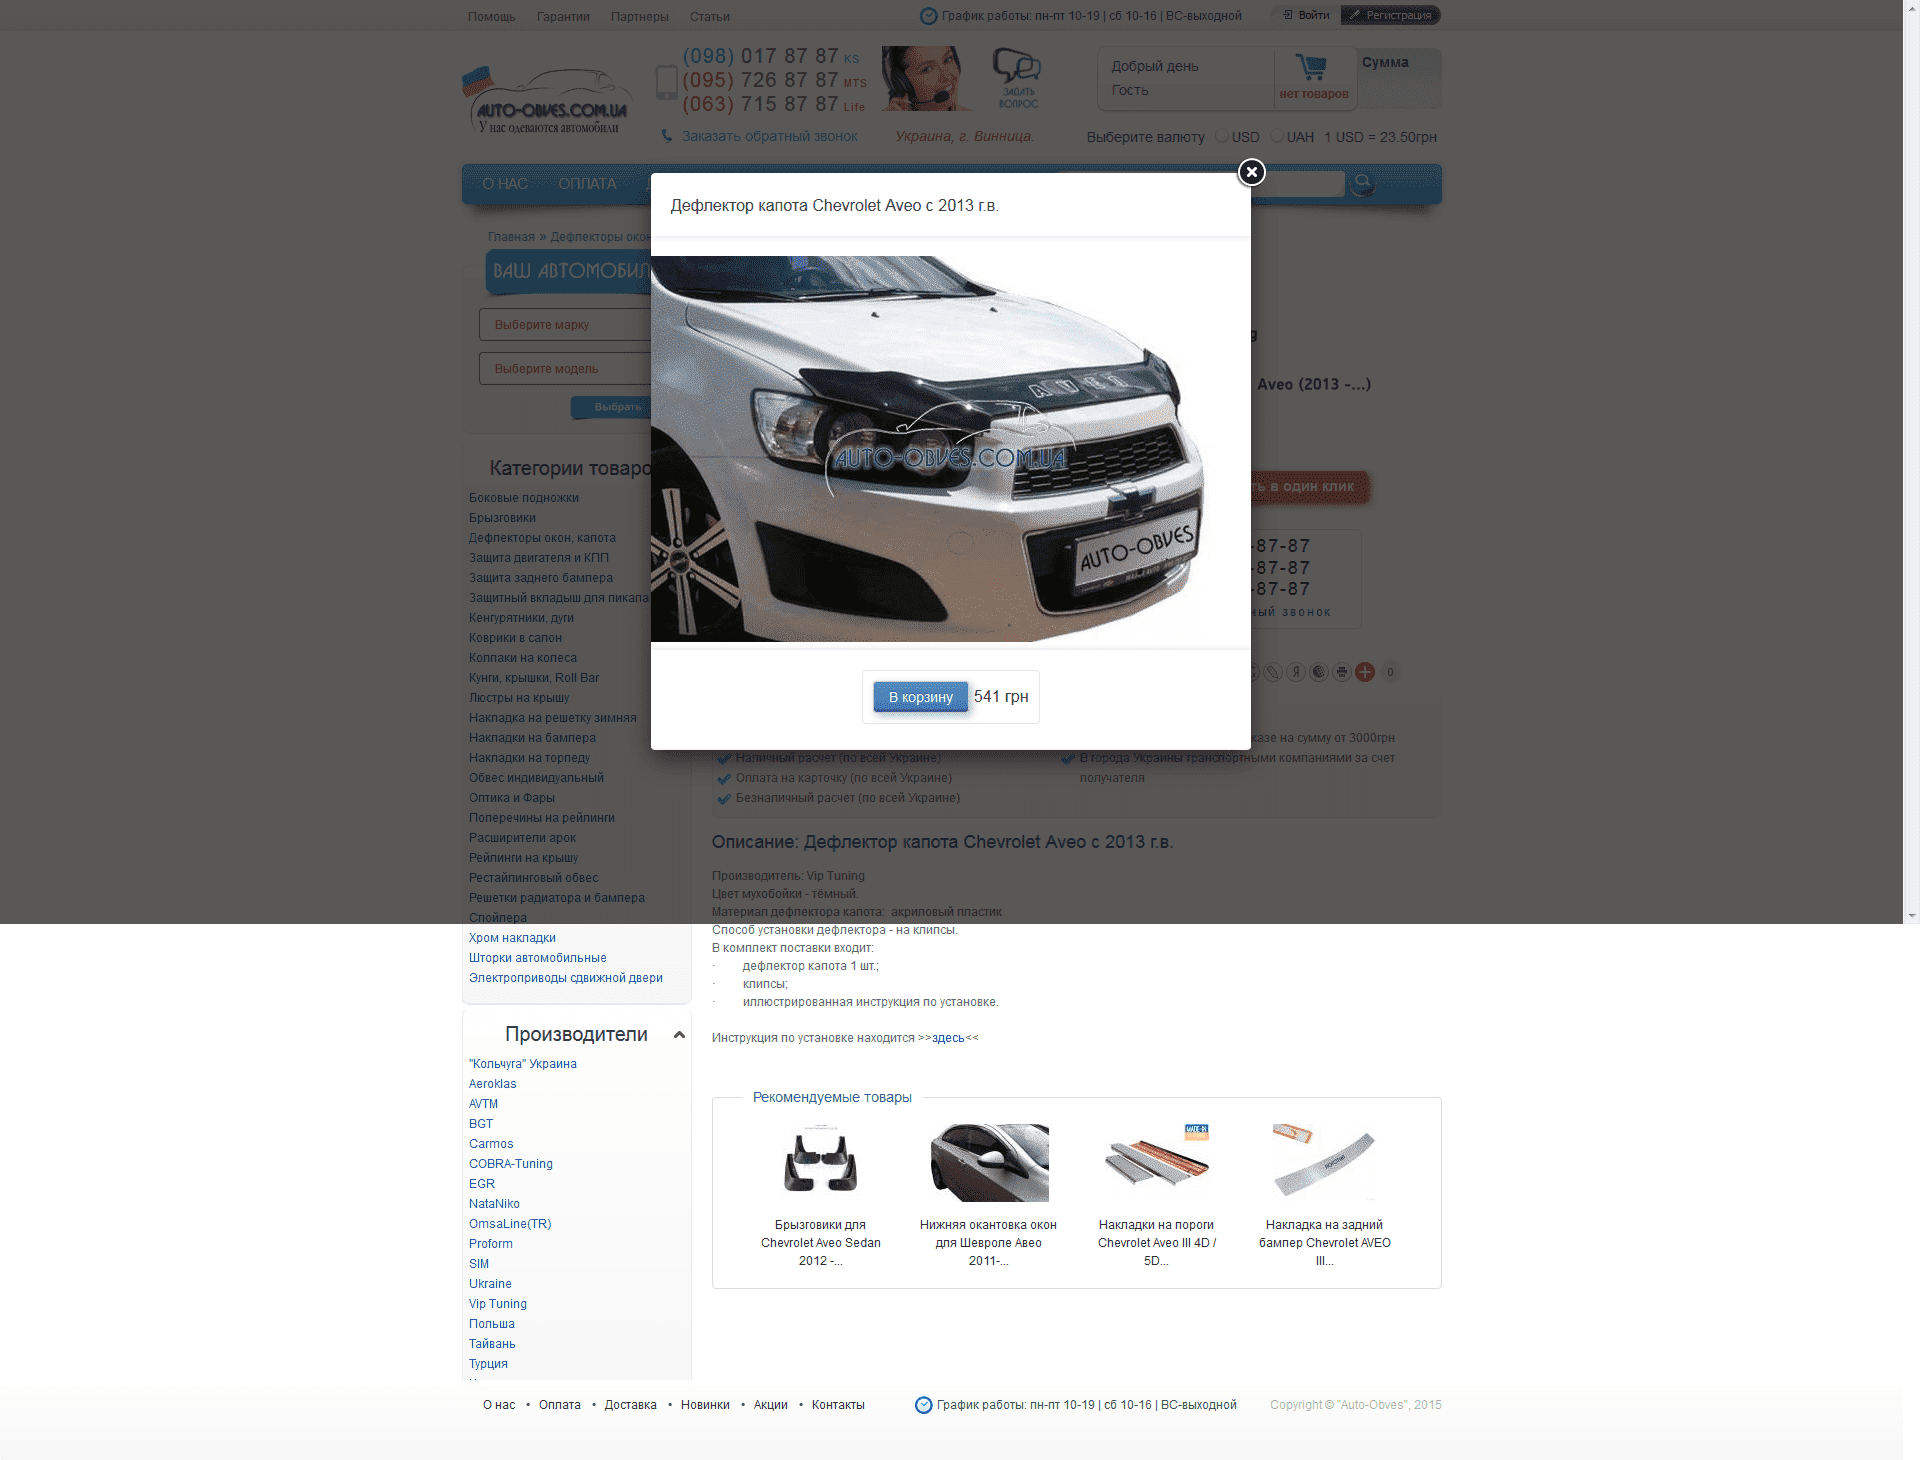 Помощь Гарантии Партнеры Статьи
График работы: пн-пт 10-19 | сб 10-16 | ВС-выходной
Войти Регистрация
(098) 017 87 87 KS
(095) 726 87 87 MTS
(063) 715 87 87 Life
ЗАДАТЬ
ВОПРОС
Добрый день
Гость
нет товаров
Сумма
AUTO-OBVES.COM.UA
У нас одеваются автомобили
Заказать обратный звонок
Украина, г. Винница.
Выберите валюту USD UAH 1 USD = 23.50грн
О НАС ОПЛАТА
Дефлектор капота Chevrolet Aveo с 2013 г.в.
Главная » Дефлекторы окон
ВАШ АВТОМОБИЛ
Выберите марку
Выберите модель
Выбрать
Aveo (2013 -...)
AVEO
AUTO-OBVES.COM.UA
AUTO-OBVES
ть в один клик
-87-87
-87-87
-87-87
ный звонок
0
В корзину 541 грн
Категории товаро
Боковые подножки
Брызговики
Дефлекторы окон, капота
Защита двигателя и КПП
Защита заднего бампера
Защитный вкладыш для пикапа
Кенгурятники, дуги
Коврики в салон
Колпаки на колеса
Кунги, крышки, Roll Bar
Люстры на крышу
Накладка на решетку зимняя
Накладки на бампера
Накладки на торпеду
Обвес индивидуальный
Оптика и Фары
Поперечины на рейлинги
Расширители арок
Рейлинги на крышу
Рестайлинговый обвес
Решетки радиатора и бампера
Спойлера
Хром накладки
Шторки автомобильные
Электроприводы сдвижной двери
казе на сумму от 3000грн
Наличный расчет (по всей Украине)
В города Украины транспортными компаниями за счет
получателя
Оплата на карточку (по всей Украине)
Безналичный расчет (по всей Украине)
Описание: Дефлектор капота Chevrolet Aveo с 2013 г.в.
Производитель: Vip Tuning
Цвет мухобойки - тёмный.
Материал дефлектора капота: акриловый пластик
Способ установки дефлектора - на клипсы.
В комплект поставки входит:
· дефлектор капота 1 шт.;
· клипсы;
· иллюстрированная инструкция по установке.
Инструкция по установке находится >>здесь<<
Производители
"Кольчуга" Украина
Aeroklas
AVTM
BGT
Carmos
COBRA-Tuning
EGR
NataNiko
OmsaLine(TR)
Proform
SIM
Ukraine
Vip Tuning
Польша
Тайвань
Турция
Рекомендуемые товары
MADE-IN
Брызговики для
Chevrolet Aveo Sedan
2012 -...
Нижняя окантовка окон
для Шевроле Авео
2011-...
Накладки на пороги
Chevrolet Aveo III 4D /
5D...
Накладка на задний
бампер Chevrolet AVEO
III...
О нас • Оплата • Доставка • Новинки • Акции • Контакты
График работы: пн-пт 10-19 | сб 10-16 | ВС-выходной
Copyright © "Auto-Obves", 2015